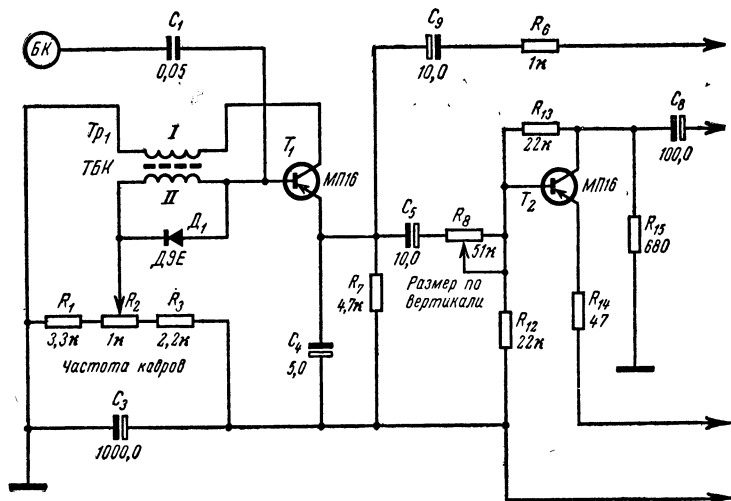 БК
C1
0,05
C9
10,0
R6
1к
C8
100,0
Тр1
I
ТБК
II
T1
МП16
R13
22к
T2
МП16
Д1
Д9Е
C5
10,0
R8
51к
Размер по
вертикали
R15
680
R1
3,3к
R2
1к
R3
2,2к
Частота кадров
R7
4,7к
C4
5,0
R12
22к
R14
47
C3
1000,0